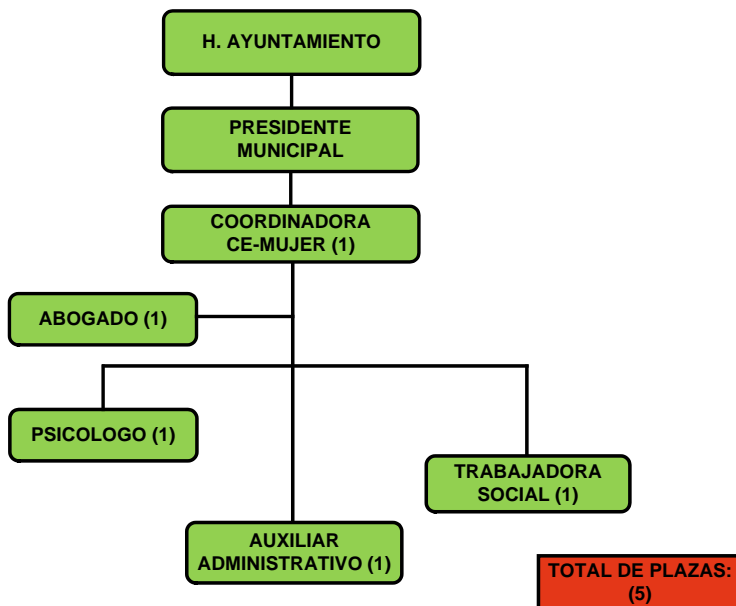 H. AYUNTAMIENTO
PRESIDENTE
MUNICIPAL
COORDINADORA
CE-MUJER (1)
ABOGADO (1)
PSICOLOGO (1)
TRABAJADORA
SOCIAL (1)
AUXILIAR
ADMINISTRATIVO (1)
TOTAL DE PLAZAS:
(5)